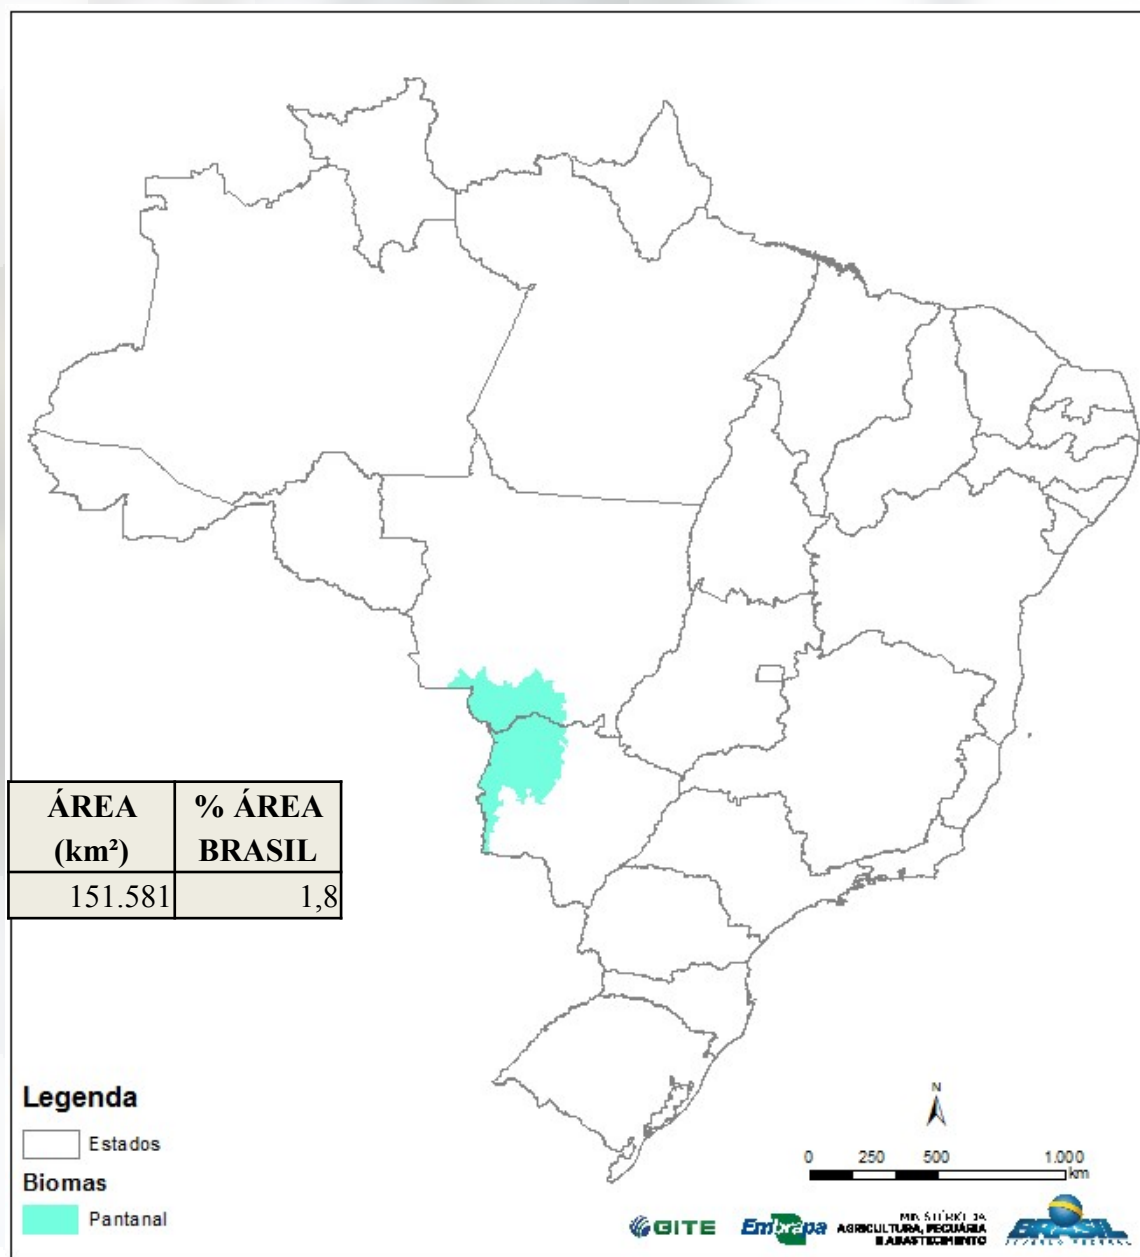 ÁREA
(km²)
% ÁREA
BRASIL
151.581
1,8
Legenda
Estados
Biomas
Pantanal
N
0 250 500 1.000
km
GITE
Embrapa
AGRICULTURA, PECUÁRIA
E ABASTECIMENTO
BRASIL